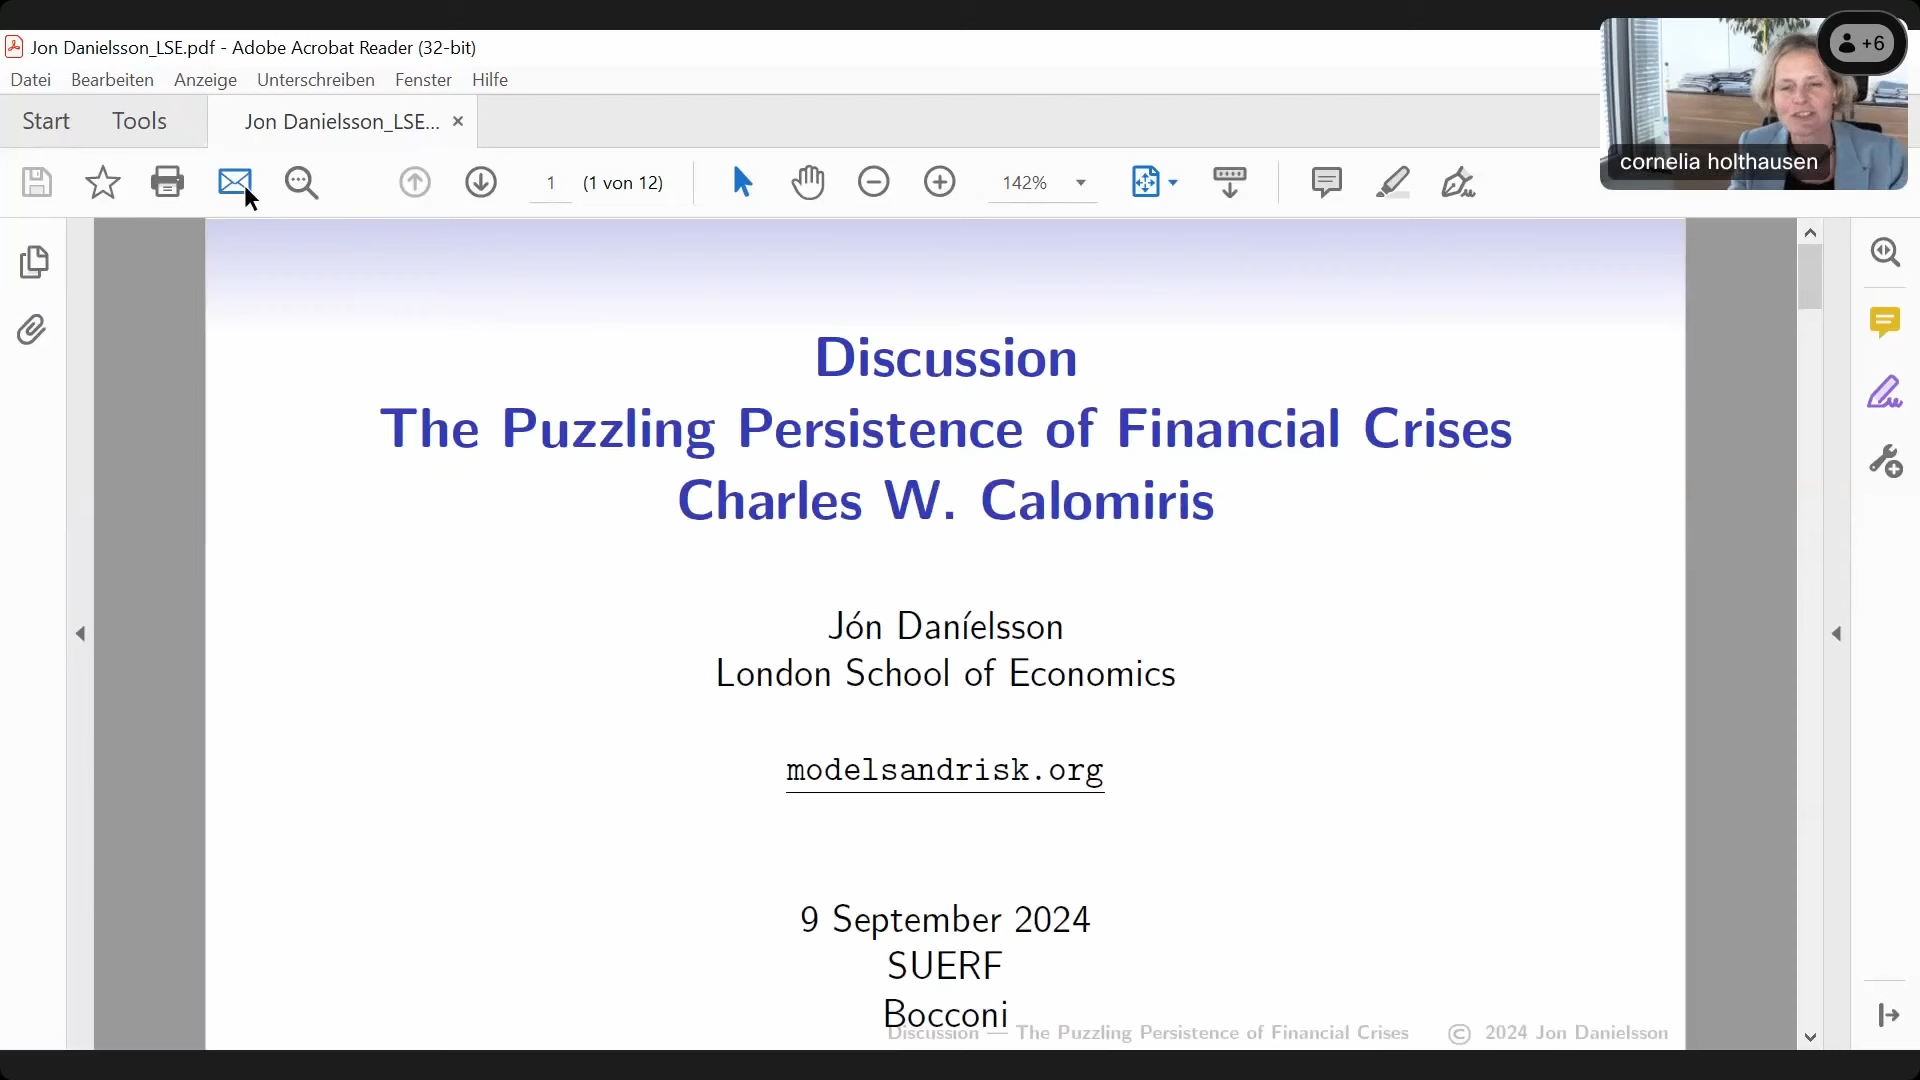 Jon Danielsson_LSE.pdf - Adobe Acrobat Reader (32-bit)
+6
Datei Bearbeiten Anzeige Unterschreiben Fenster Hilfe
Start Tools Jon Danielsson_LSE... ×
cornelia holthausen
1 (1 von 12) 142%
Discussion
The Puzzling Persistence of Financial Crises
Charles W. Calomiris
Jón Daníelsson
London School of Economics
modelsandrisk.org
9 September 2024
SUERF
Bocconi
Discussion — The Puzzling Persistence of Financial Crises © 2024 Jon Danielsson